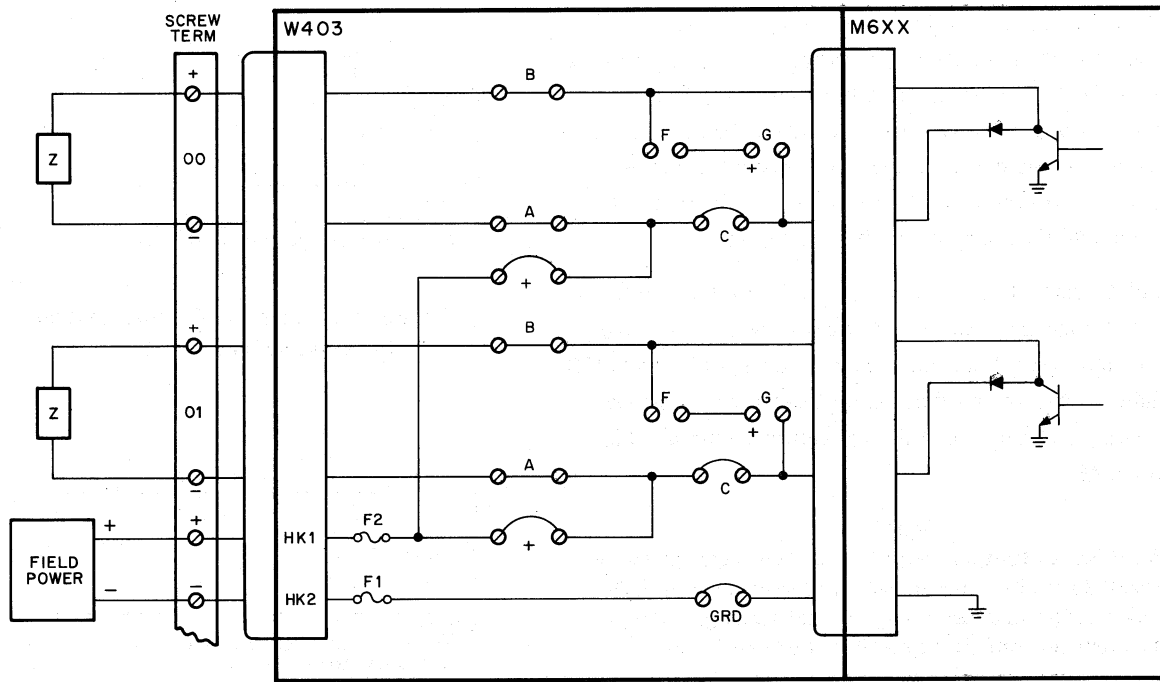 SCREW
TERM
W403
M6XX
+
B
Z
00
F
G
+
A
−
C
+
+
B
Z
01
F
G
+
A
−
C
+
+
FIELD
POWER
HK1
F2
+
−
−
HK2
F1
GRD